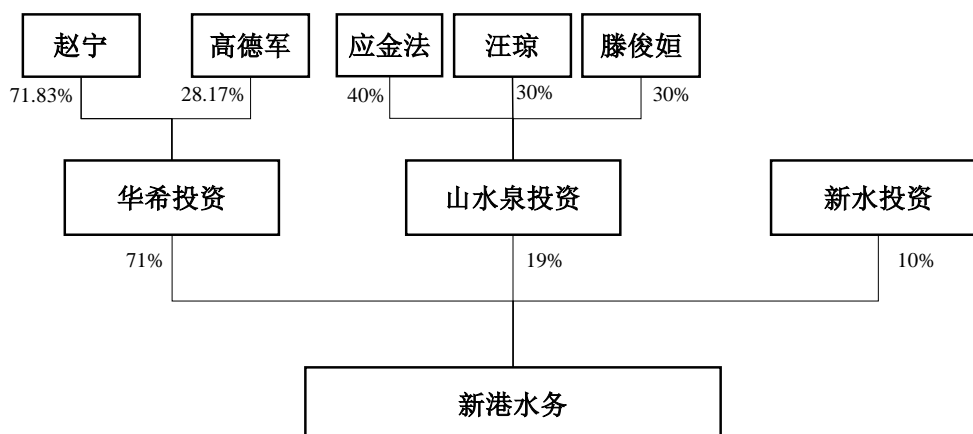 赵宁
高德军
应金法
汪琼
滕俊姮
71.83%
28.17%
40%
30%
30%
华希投资
山水泉投资
新水投资
71%
19%
10%
新港水务